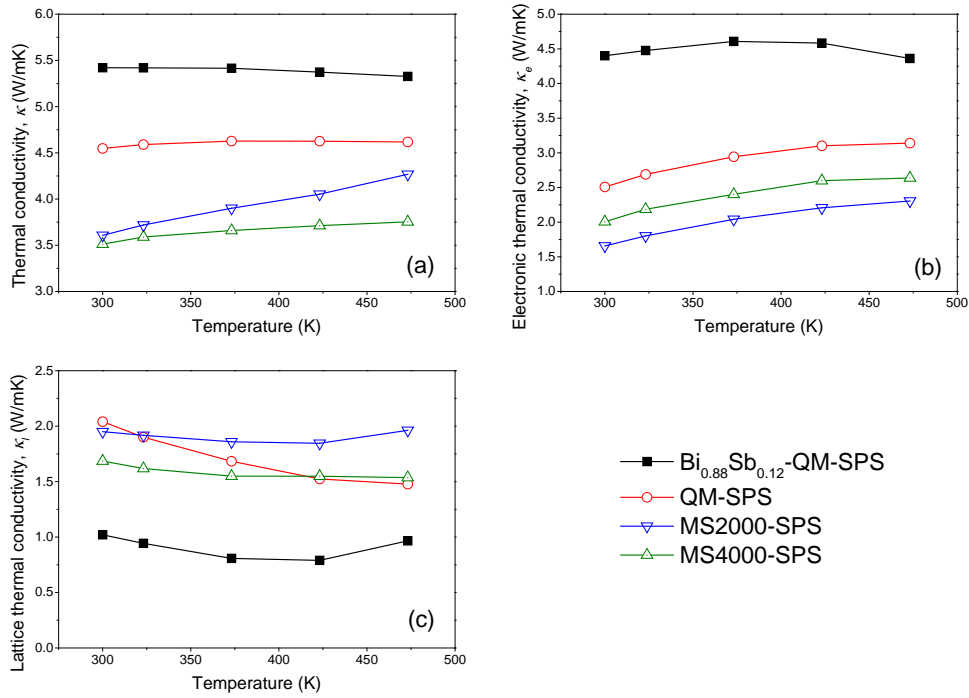 6.0
5.5
5.0
4.5
4.0
3.5
3.0
300
350
400
450
500
Thermal conductivity, κ (W/mK)
Temperature (K)
(a)
5.0
4.5
4.0
3.5
3.0
2.5
2.0
1.5
1.0
300
350
400
450
500
Electronic thermal conductivity, κe (W/mK)
Temperature (K)
(b)
2.5
2.0
1.5
1.0
0.5
0.0
300
350
400
450
500
Lattice thermal conductivity, κl (W/mK)
Temperature (K)
(c)
Bi0.88Sb0.12-QM-SPS
QM-SPS
MS2000-SPS
MS4000-SPS